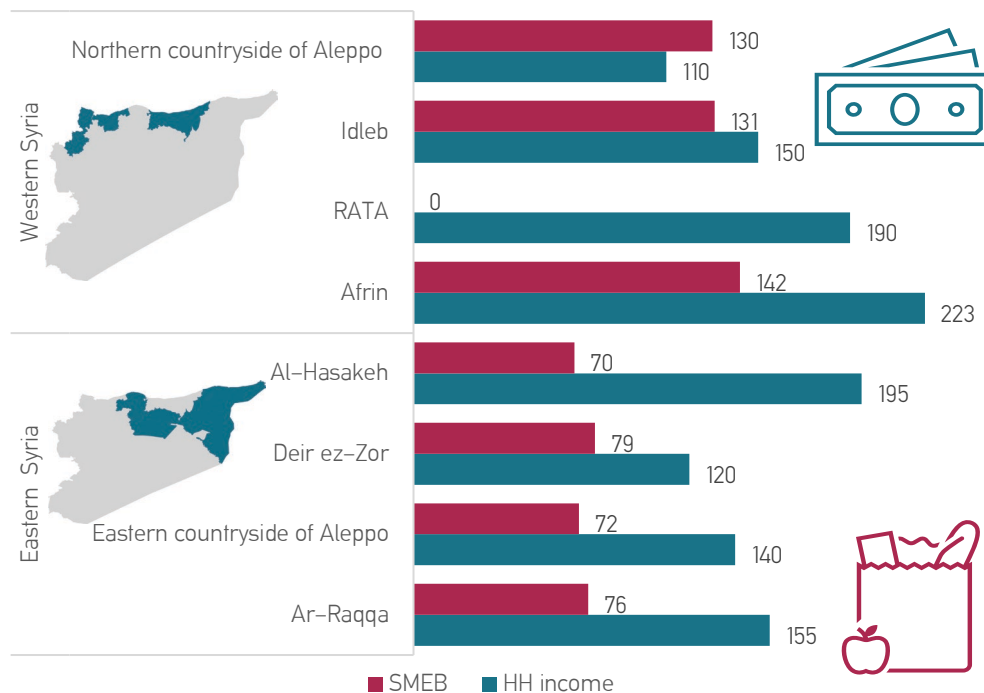 Western Syria
Northern countryside of Aleppo
130
110
Idleb
131
150
RATA
0
190
Afrin
142
223
Eastern Syria
Al–Hasakeh
70
195
Deir ez–Zor
79
120
Eastern countryside of Aleppo
72
140
Ar–Raqqa
76
155
SMEB
HH income